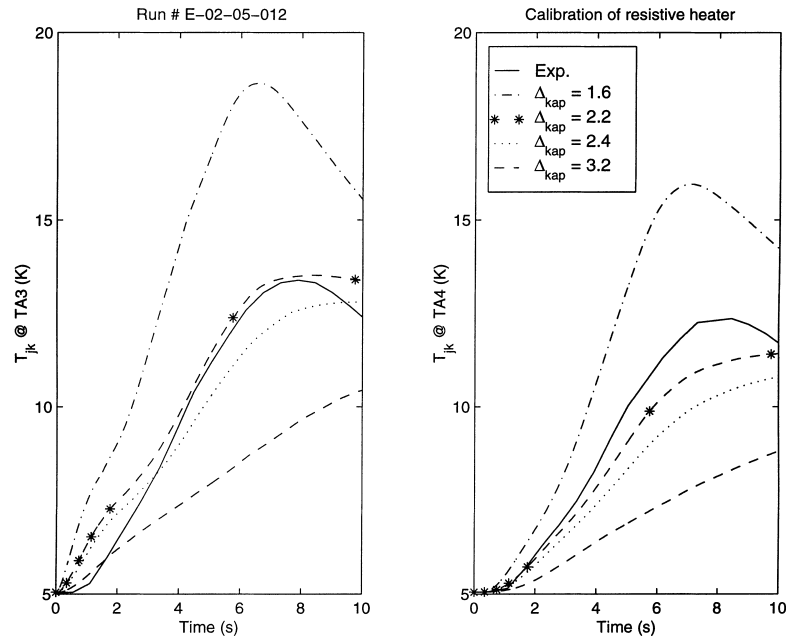 Run # E-02-05-012
Calibration of resistive heater
20
15
10
5
0
2
4
6
8
10
T_jk @ TA3 (K)
Time (s)
20
15
10
5
0
2
4
6
8
10
T_jk @ TA4 (K)
Time (s)
Exp.
Δ_kap = 1.6
Δ_kap = 2.2
Δ_kap = 2.4
Δ_kap = 3.2